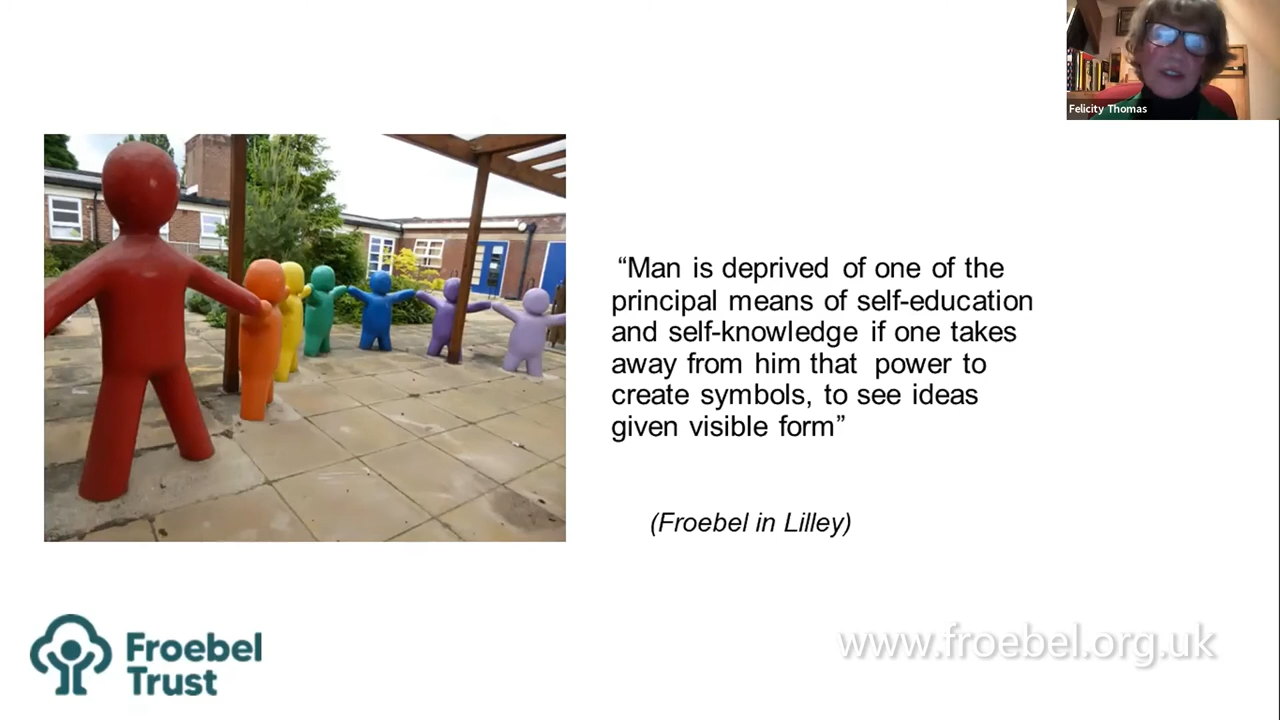 Felicity Thomas
“Man is deprived of one of the
principal means of self-education
and self-knowledge if one takes
away from him that power to
create symbols, to see ideas
given visible form”
(Froebel in Lilley)
Froebel
Trust
www.froebel.org.uk